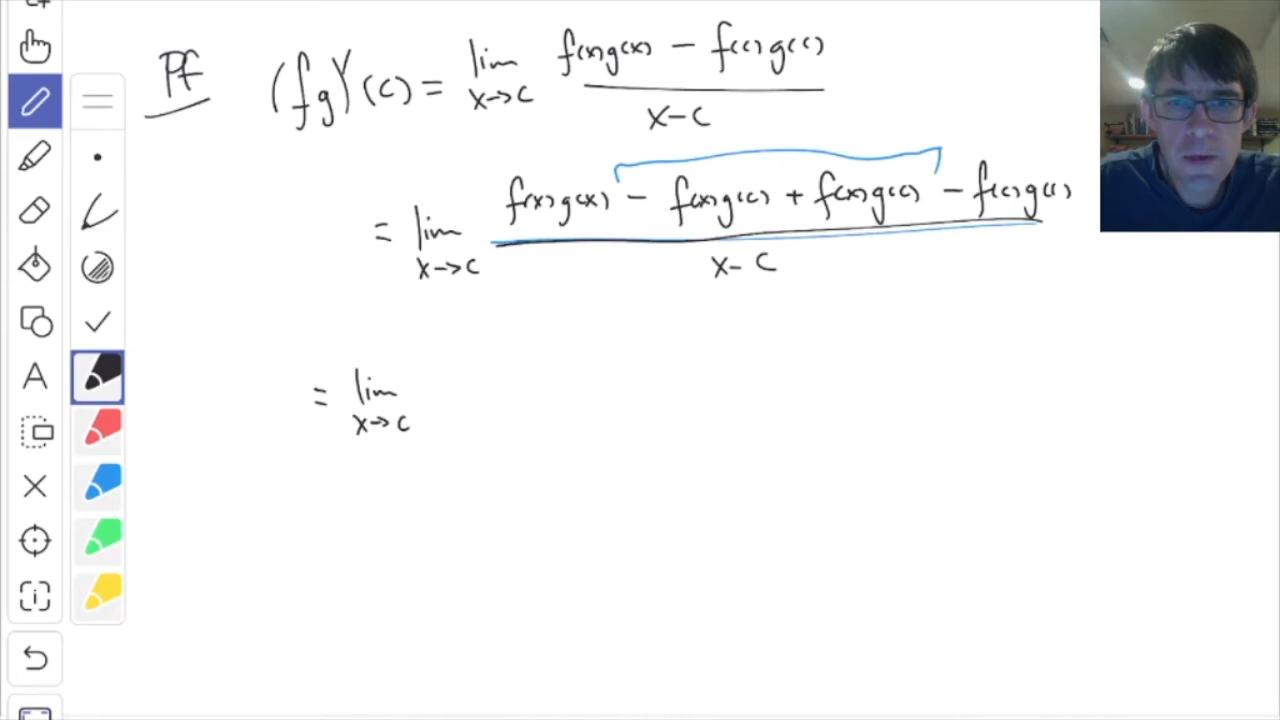 Pf (fg)'(c) = lim x→c f(x)g(x) − f(c)g(c) / x−c
= lim x→c f(x)g(x) − f(x)g(c) + f(x)g(c) − f(c)g(c) / x−c
= lim x→c
A